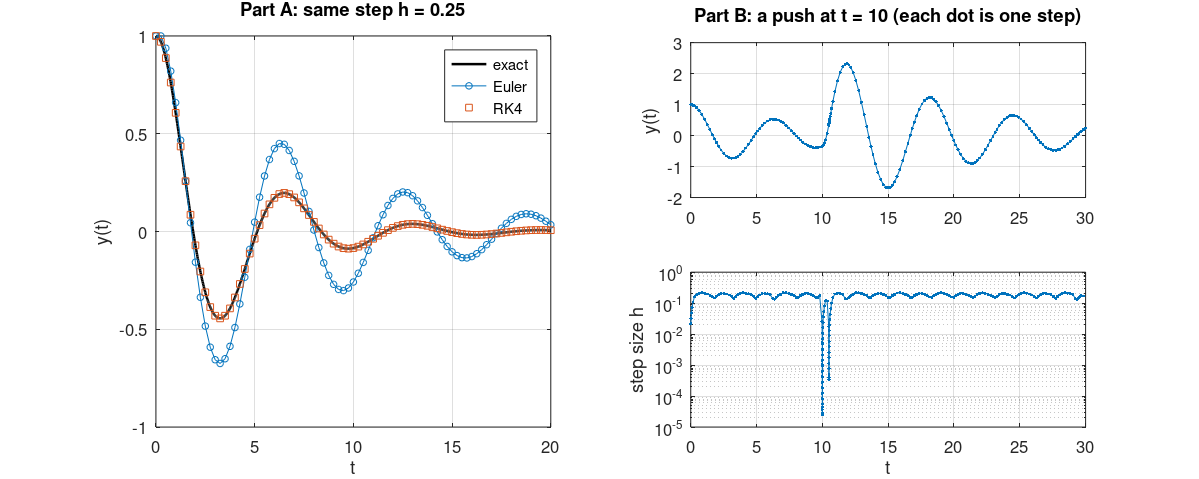 Part A: same step h = 0.25
1
0.5
0
-0.5
-1
y(t)
exact
Euler
RK4
0 5 10 15 20
t
Part B: a push at t = 10 (each dot is one step)
3
2
1
0
-1
-2
y(t)
0 5 10 15 20 25 30
10^0
10^-1
10^-2
10^-3
10^-4
10^-5
step size h
0 5 10 15 20 25 30
t